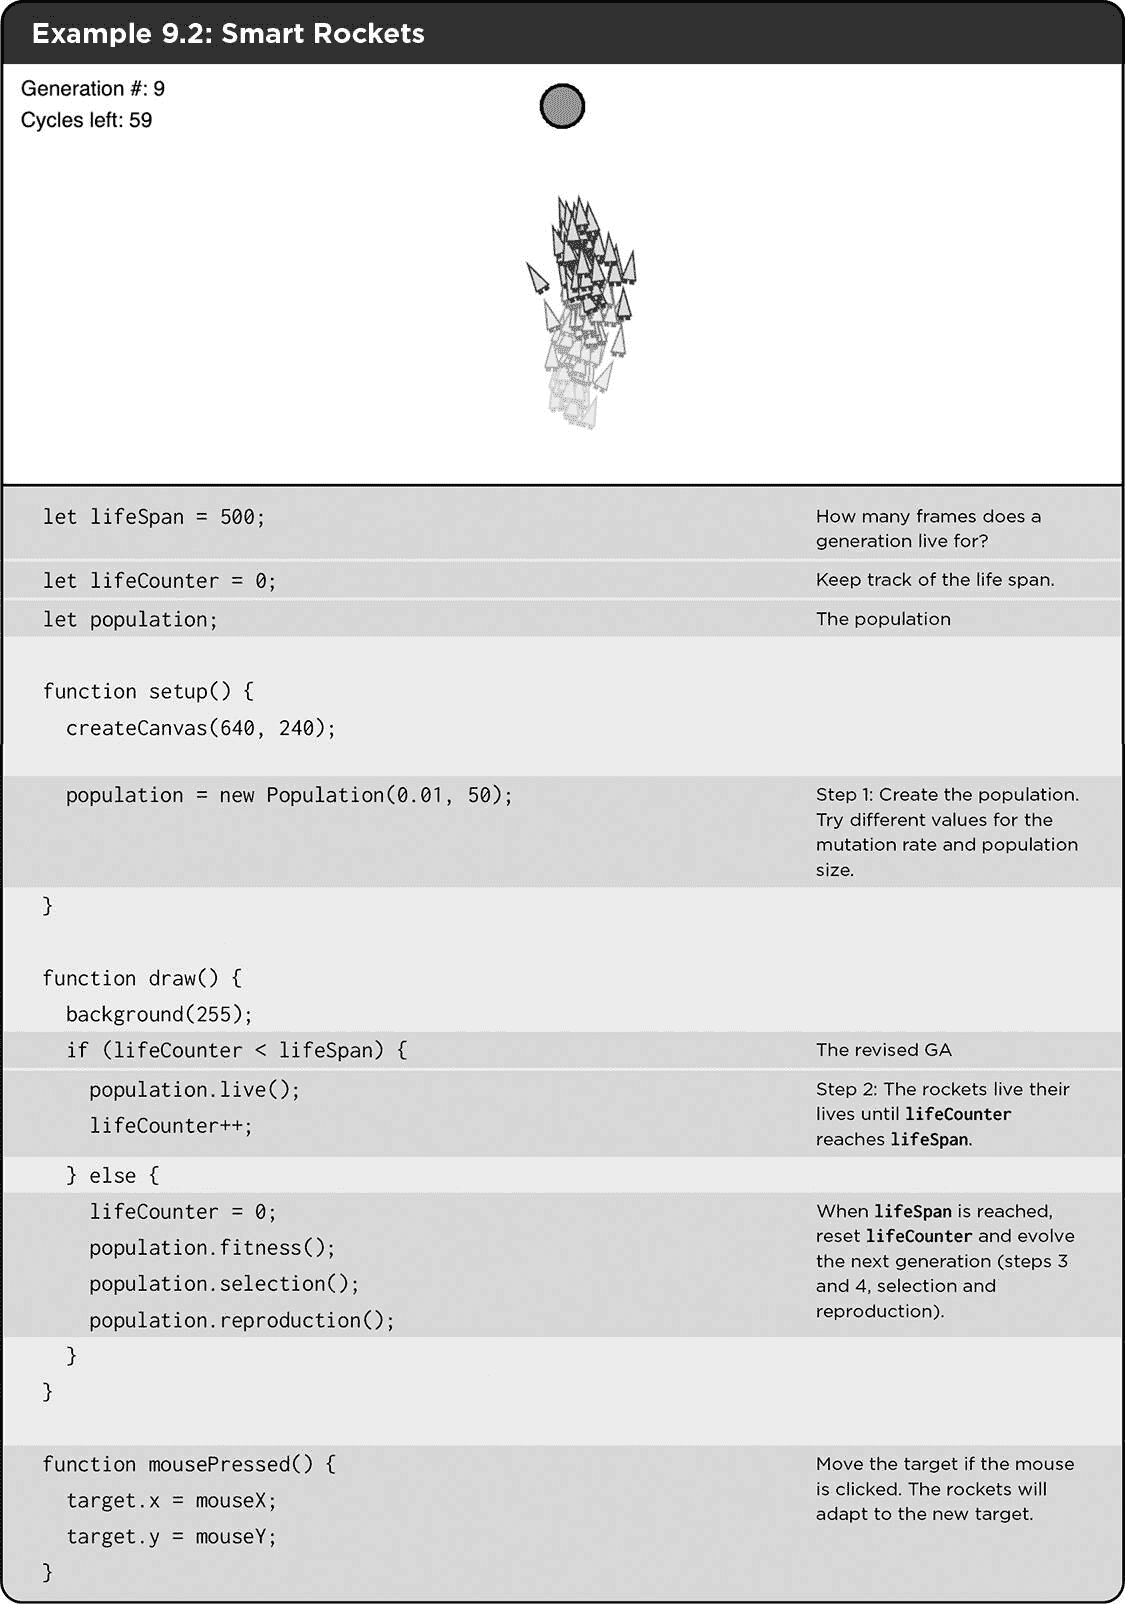 Example 9.2: Smart Rockets
Generation #: 9
Cycles left: 59
let lifeSpan = 500;
How many frames does a
generation live for?
let lifeCounter = 0;
Keep track of the life span.
let population;
The population
function setup() {
createCanvas(640, 240);
population = new Population(0.01, 50);
Step 1: Create the population.
Try different values for the
mutation rate and population
size.
}
function draw() {
background(255);
if (lifeCounter < lifeSpan) {
The revised GA
population.live();
lifeCounter++;
Step 2: The rockets live their
lives until lifeCounter
reaches lifeSpan.
} else {
lifeCounter = 0;
population.fitness();
population.selection();
population.reproduction();
When lifeSpan is reached,
reset lifeCounter and evolve
the next generation (steps 3
and 4, selection and
reproduction).
}
}
function mousePressed() {
target.x = mouseX;
target.y = mouseY;
}
Move the target if the mouse
is clicked. The rockets will
adapt to the new target.